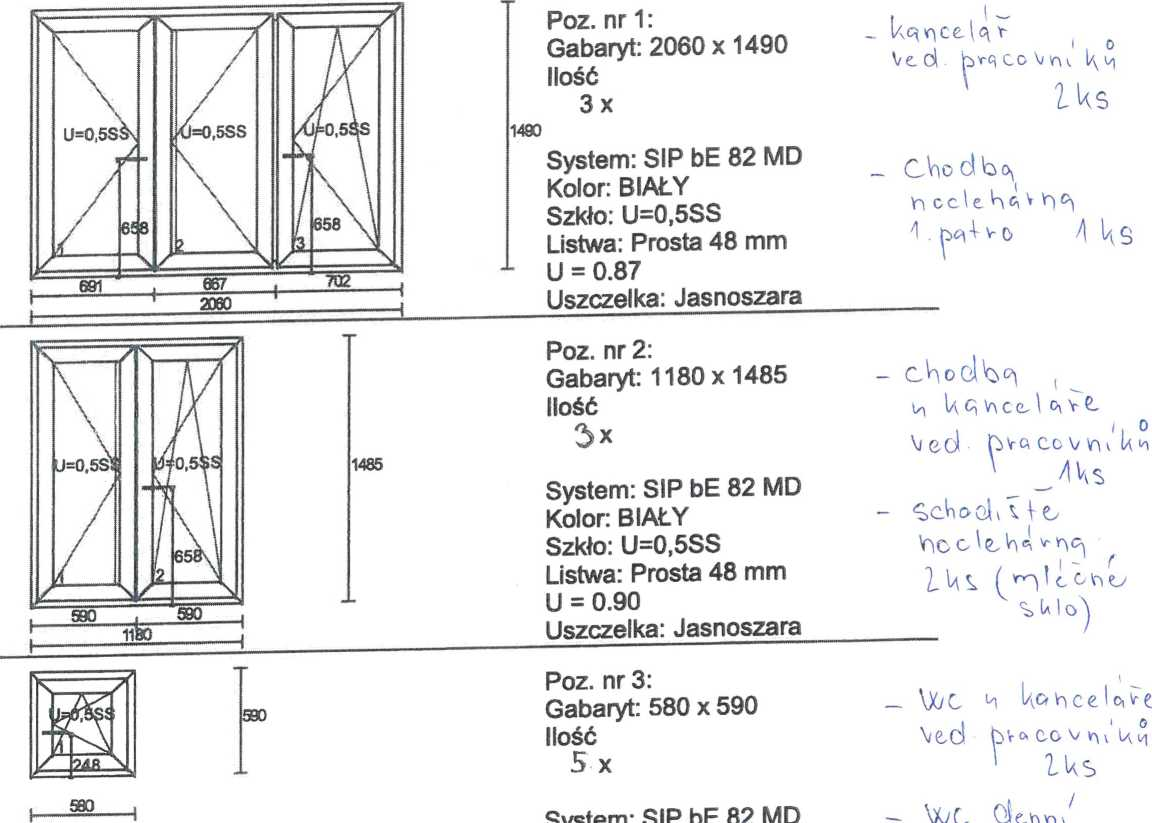 Poz. nr 1:
Gabaryt: 2060 x 1490
Ilość
3 x
System: SIP bE 82 MD
Kolor: BIAŁY
Szkło: U=0,5SS
Listwa: Prosta 48 mm
U = 0.87
Uszczelka: Jasnoszara
- kancelář
ved. pracovníků
2ks
- Chodba
noclehárna
1. patro 1 ks
U=0,5SS U=0,5SS U=0,5SS
1490
658 658
1 2 3
691 667 702
2060
Poz. nr 2:
Gabaryt: 1180 x 1485
Ilość
3 x
System: SIP bE 82 MD
Kolor: BIAŁY
Szkło: U=0,5SS
Listwa: Prosta 48 mm
U = 0.90
Uszczelka: Jasnoszara
- chodba
u kanceláře
ved. pracovníků
1ks
- schodiště
noclehárna
2ks (mléčné
sklo)
U=0,5SS U=0,5SS
1485
658
1 2
590 590
1180
Poz. nr 3:
Gabaryt: 580 x 590
Ilość
5 x
System: SIP bE 82 MD
- WC u kanceláře
ved. pracovníků
2ks
- WC denní
U=0,5SS
590
1
248
580